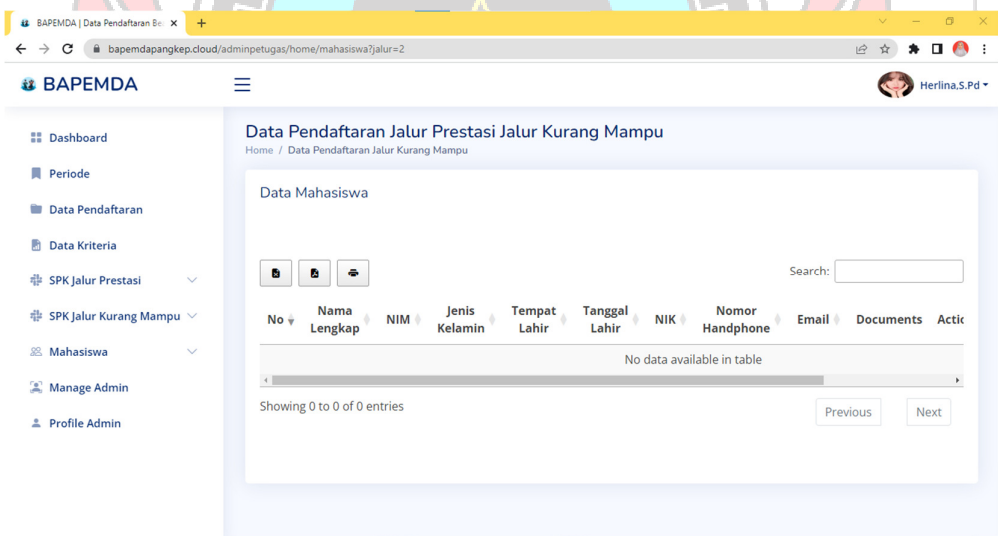 BAPEMDA | Data Pendaftaran Be
bapemdapangkep.cloud/adminpetugas/home/mahasiswa?jalur=2
BAPEMDA
Herlina,S.Pd
Dashboard
Periode
Data Pendaftaran
Data Kriteria
SPK Jalur Prestasi
SPK Jalur Kurang Mampu
Mahasiswa
Manage Admin
Profile Admin
Data Pendaftaran Jalur Prestasi Jalur Kurang Mampu
Home / Data Pendaftaran Jalur Kurang Mampu
Data Mahasiswa
Search:
No Nama Lengkap NIM Jenis Kelamin Tempat Lahir Tanggal Lahir NIK Nomor Handphone Email Documents Actic
No data available in table
Showing 0 to 0 of 0 entries
Previous Next